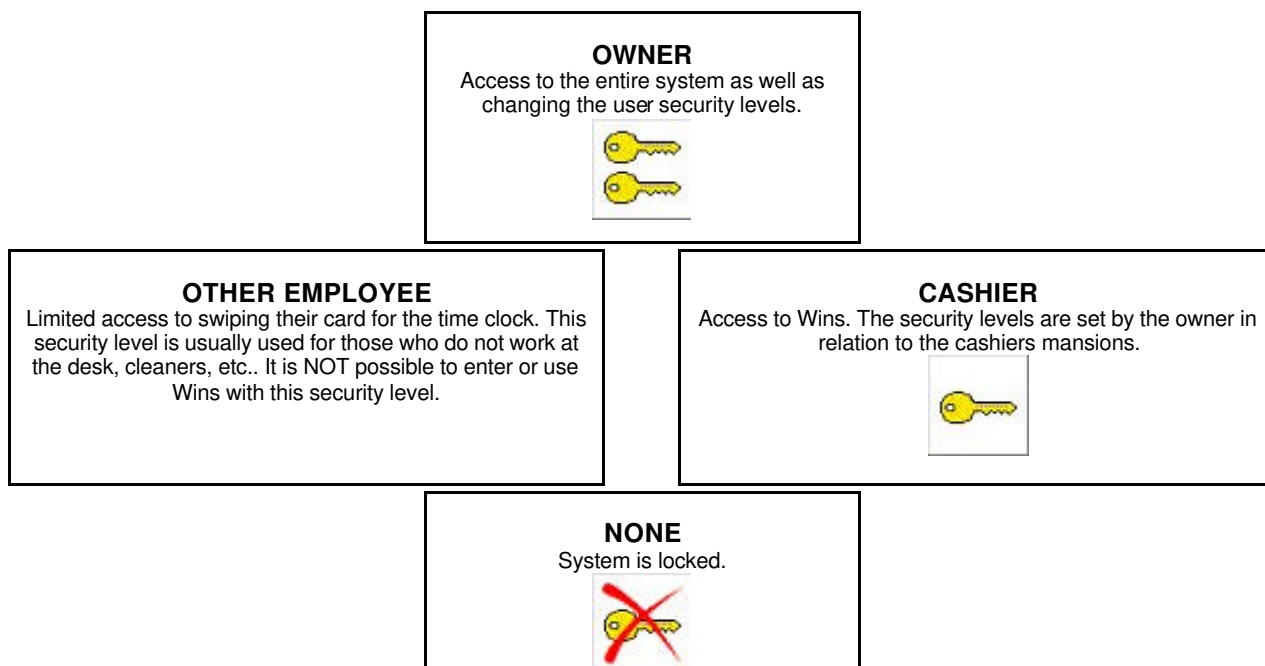 OWNER
Access to the entire system as well as
changing the user security levels.
OTHER EMPLOYEE
Limited access to swiping their card for the time clock. This
security level is usually used for those who do not work at
the desk, cleaners, etc.. It is NOT possible to enter or use
Wins with this security level.
CASHIER
Access to Wins. The security levels are set by the owner in
relation to the cashiers mansions.
NONE
System is locked.